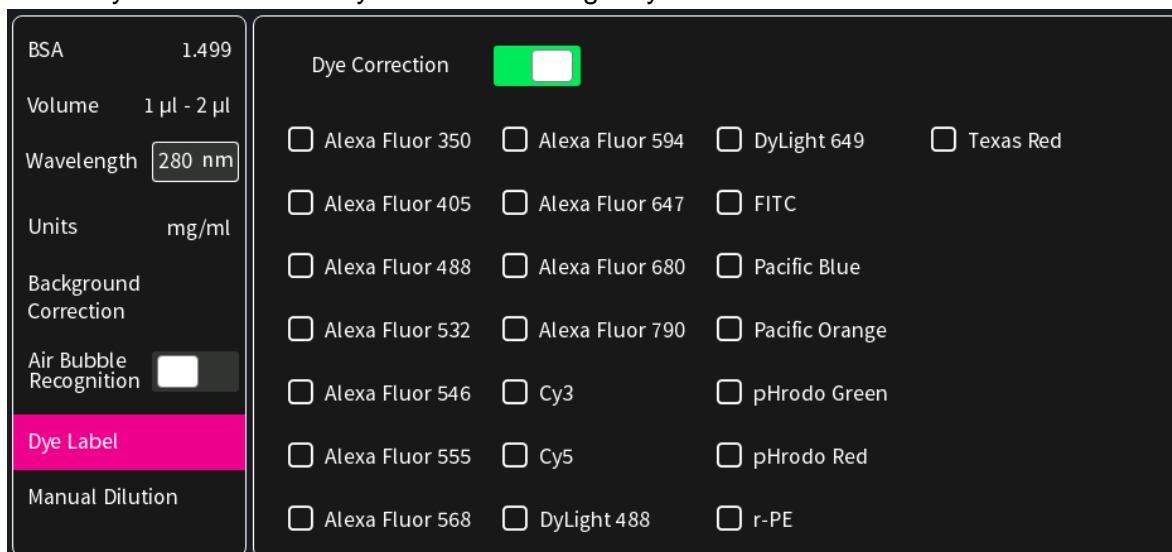 BSA 1.499
Volume 1 µl - 2 µl
Wavelength 280 nm
Units mg/ml
Background
Correction
Air Bubble
Recognition
Dye Label
Manual Dilution
Dye Correction
Alexa Fluor 350 Alexa Fluor 594 DyLight 649 Texas Red
Alexa Fluor 405 Alexa Fluor 647 FITC
Alexa Fluor 488 Alexa Fluor 680 Pacific Blue
Alexa Fluor 532 Alexa Fluor 790 Pacific Orange
Alexa Fluor 546 Cy3 pHrodo Green
Alexa Fluor 555 Cy5 pHrodo Red
Alexa Fluor 568 DyLight 488 r-PE